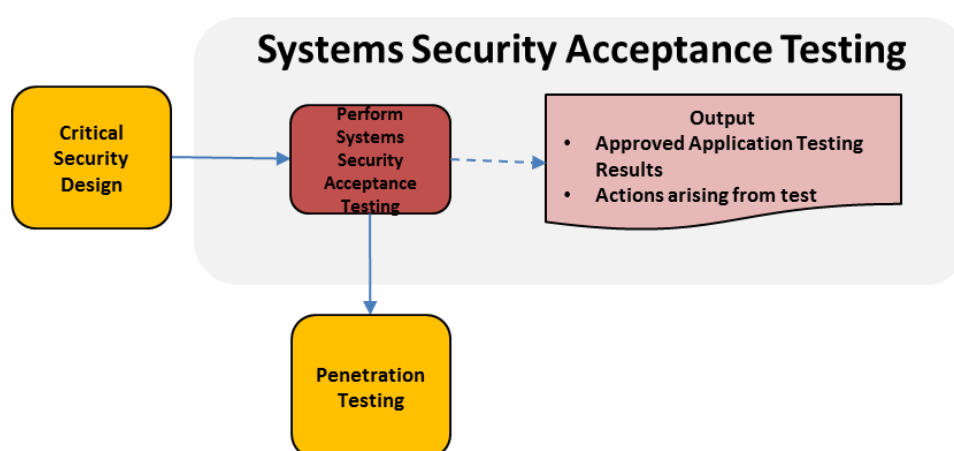 Systems Security Acceptance Testing
Critical
Security
Design
Perform
Systems
Security
Acceptance
Testing
Output
• Approved Application Testing
Results
• Actions arising from test
Penetration
Testing